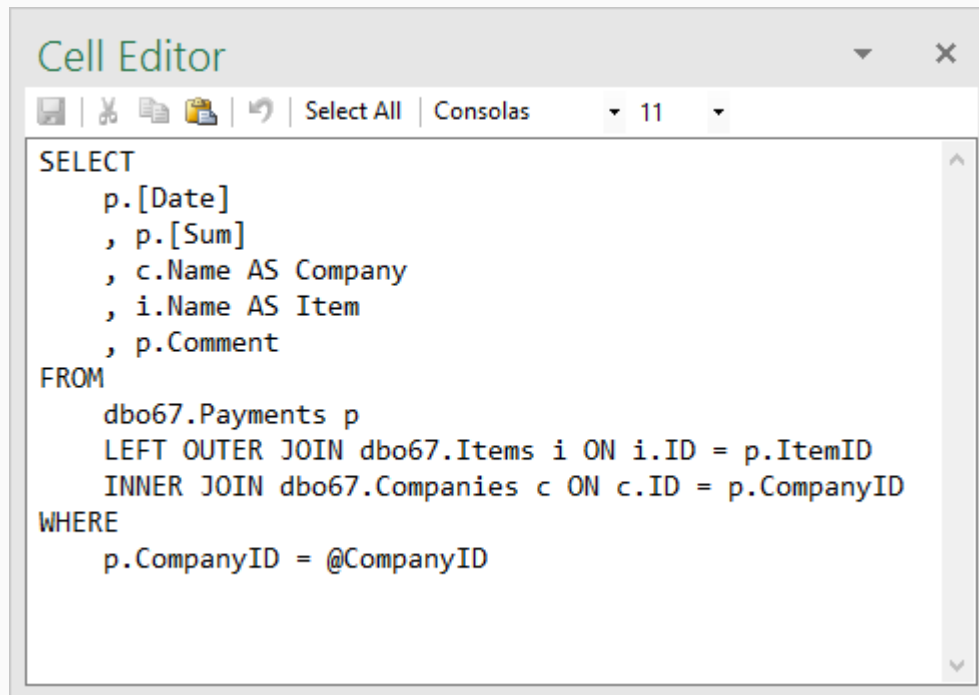 Cell Editor
Select All Consolas 11
SELECT
    p.[Date]
    , p.[Sum]
    , c.Name AS Company
    , i.Name AS Item
    , p.Comment
FROM
    dbo67.Payments p
    LEFT OUTER JOIN dbo67.Items i ON i.ID = p.ItemID
    INNER JOIN dbo67.Companies c ON c.ID = p.CompanyID
WHERE
    p.CompanyID = @CompanyID